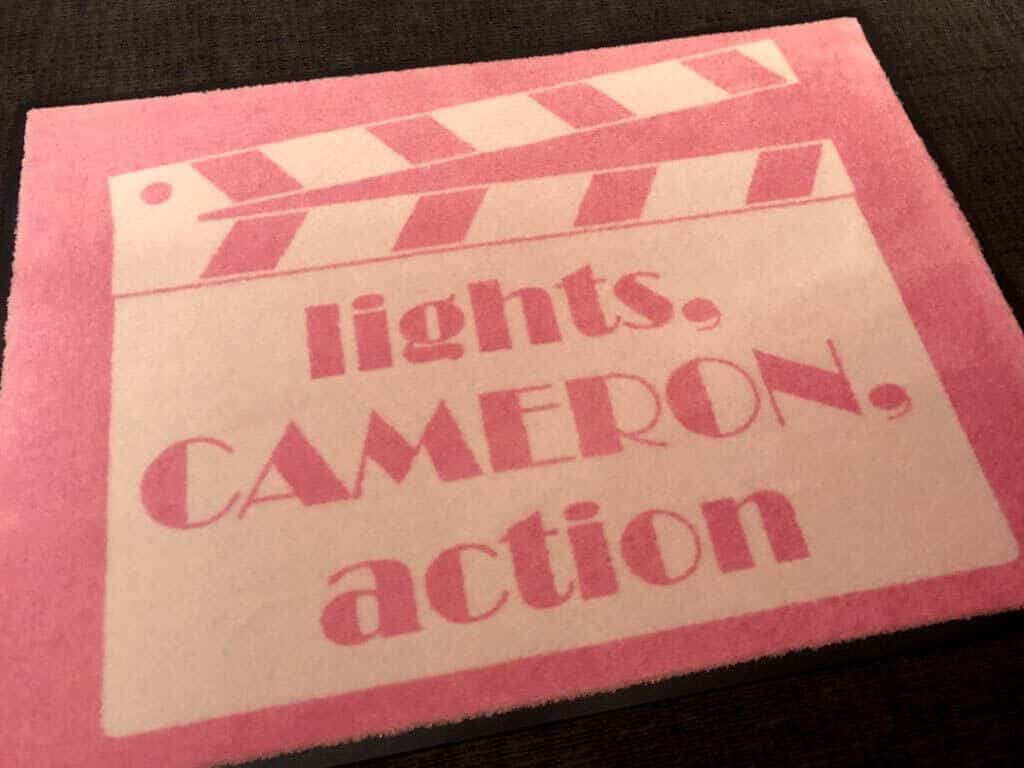 lights,
CAMERON,
action